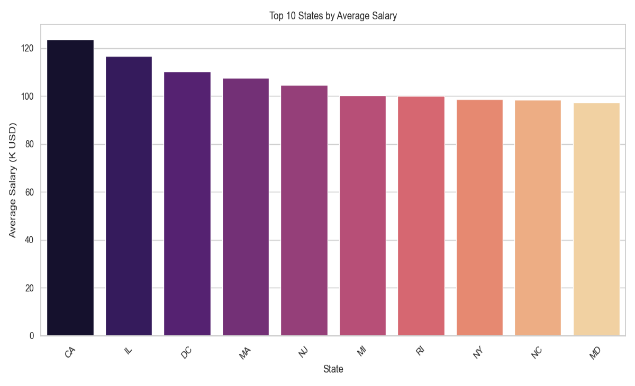 Top 10 States by Average Salary
Average Salary (K USD)
120
100
80
60
40
20
0
CA IL DC MA NJ MI RI NY NC MD
State